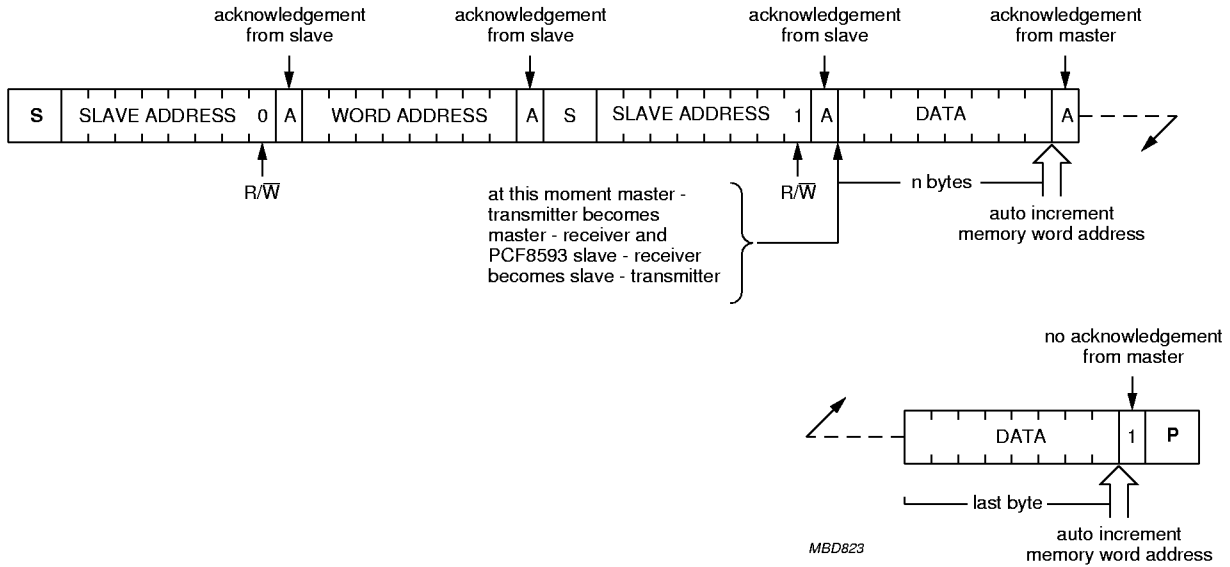 acknowledgement
from slave
acknowledgement
from slave
acknowledgement
from slave
acknowledgement
from master
S SLAVE ADDRESS 0 A WORD ADDRESS A S SLAVE ADDRESS 1 A DATA A
R/W̅
R/W̅
n bytes
at this moment master -
transmitter becomes
master - receiver and
PCF8593 slave - receiver
becomes slave - transmitter
auto increment
memory word address
no acknowledgement
from master
DATA 1 P
last byte
auto increment
memory word address
MBD823